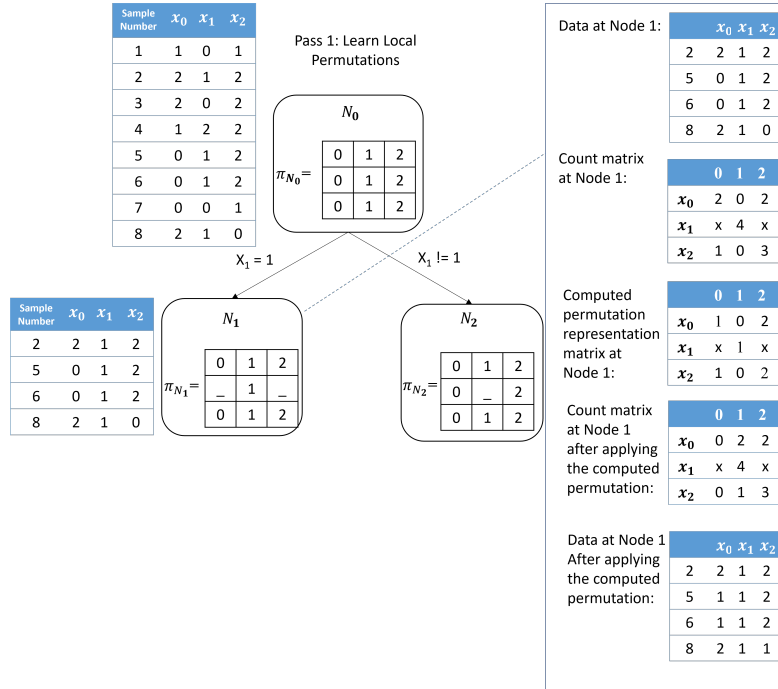 Sample Number x0 x1 x2
1 1 0 1
2 2 1 2
3 2 0 2
4 1 2 2
5 0 1 2
6 0 1 2
7 0 0 1
8 2 1 0
Pass 1: Learn Local
Permutations
N0
πN0=
0 1 2
0 1 2
0 1 2
X1 = 1
X1 != 1
Sample Number x0 x1 x2
2 2 1 2
5 0 1 2
6 0 1 2
8 2 1 0
N1
πN1=
0 1 2
_ 1 _
0 1 2
N2
πN2=
0 1 2
0 _ 2
0 1 2
Data at Node 1:
x0 x1 x2
2 2 1 2
5 0 1 2
6 0 1 2
8 2 1 0
Count matrix
at Node 1:
0 1 2
x0 2 0 2
x1 x 4 x
x2 1 0 3
Computed
permutation
representation
matrix at
Node 1:
0 1 2
x0 1 0 2
x1 x 1 x
x2 1 0 2
Count matrix
at Node 1
after applying
the computed
permutation:
0 1 2
x0 0 2 2
x1 x 4 x
x2 0 1 3
Data at Node 1
After applying
the computed
permutation:
x0 x1 x2
2 2 1 2
5 1 1 2
6 1 1 2
8 2 1 1